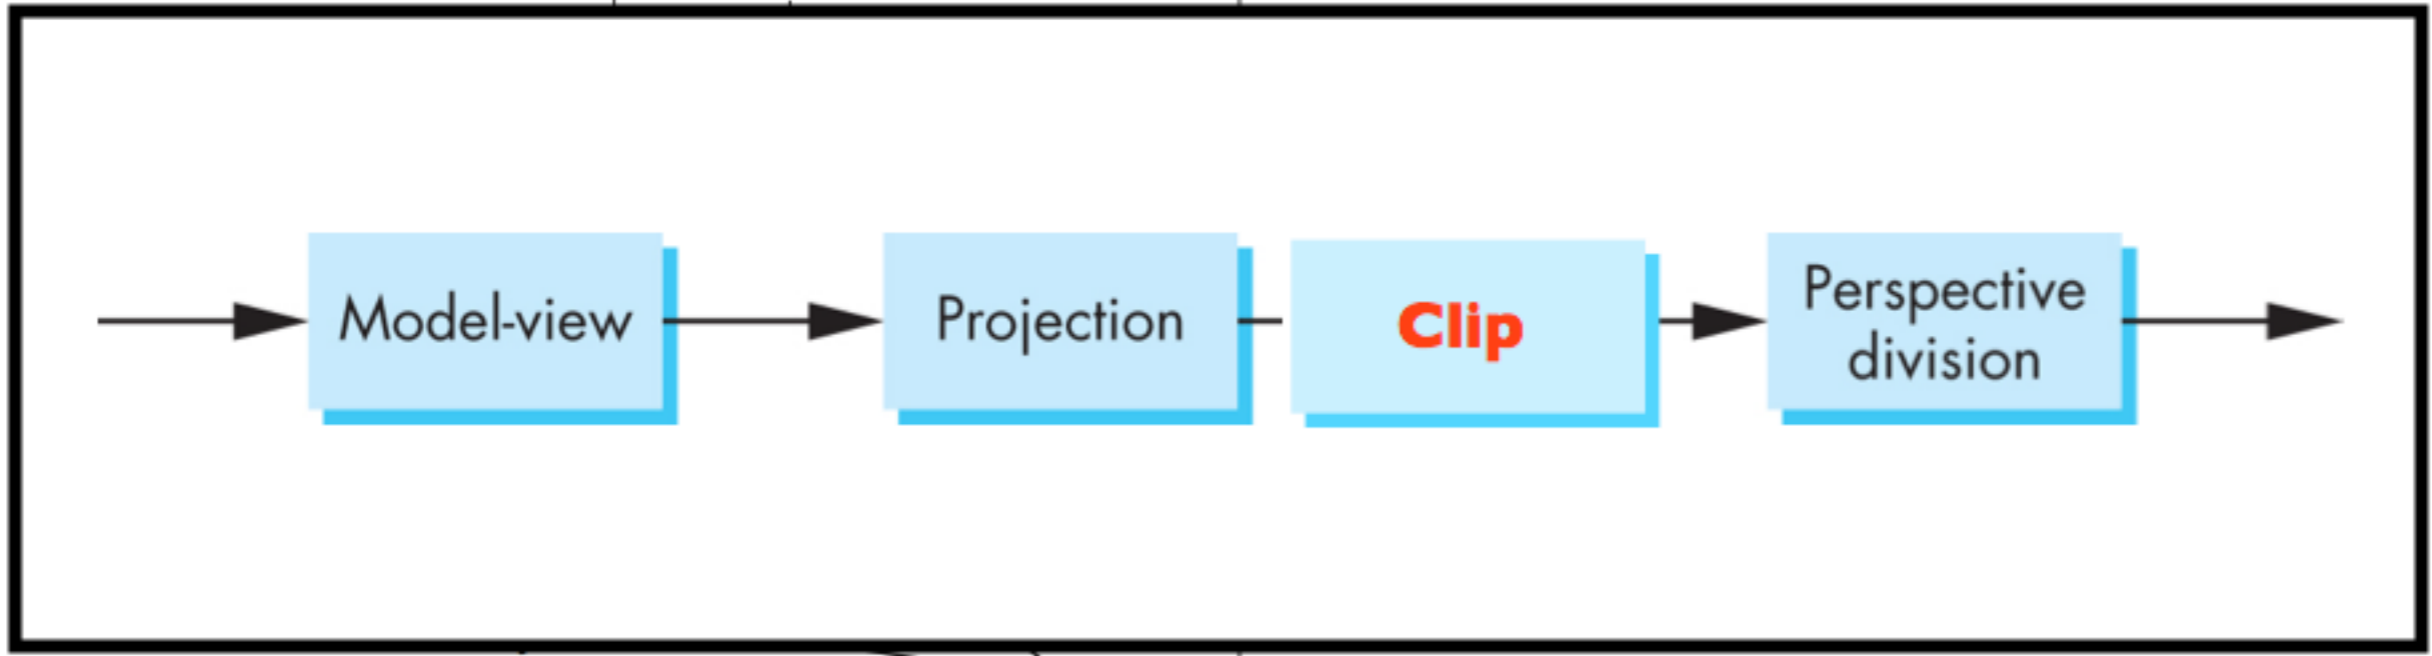 Model-view
Projection
Clip
Perspective
division